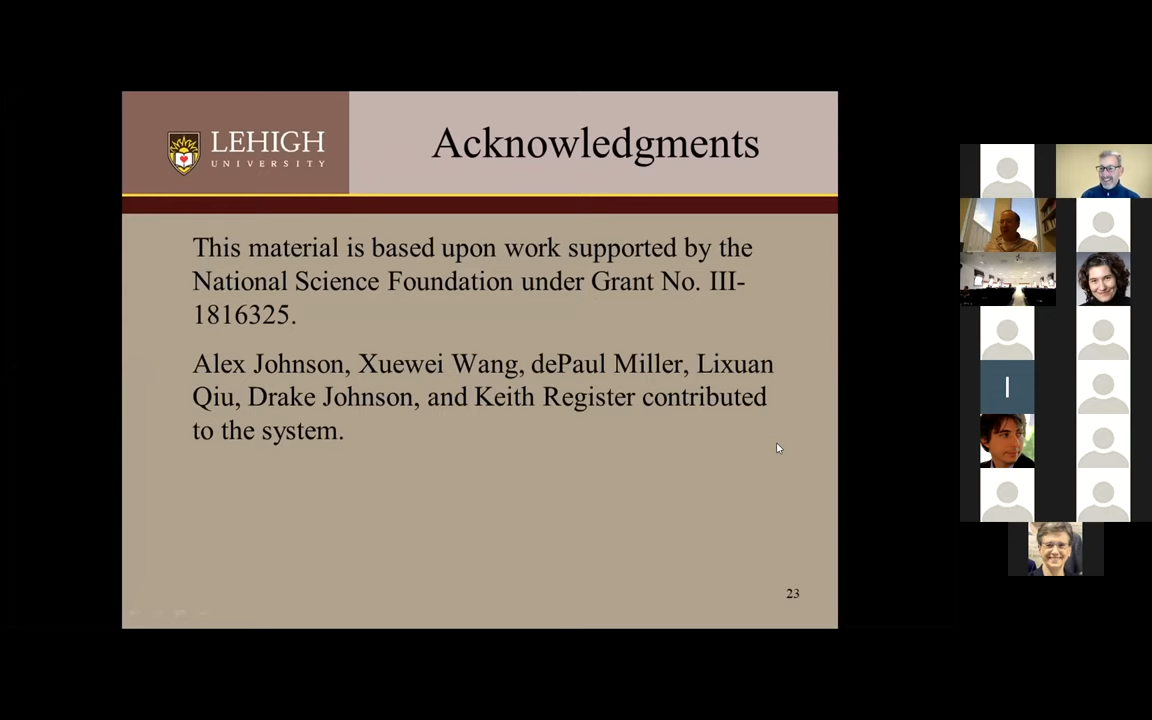 LEHIGH
UNIVERSITY
Acknowledgments
This material is based upon work supported by the
National Science Foundation under Grant No. III-
1816325.
Alex Johnson, Xuewei Wang, dePaul Miller, Lixuan
Qiu, Drake Johnson, and Keith Register contributed
to the system.
23
I